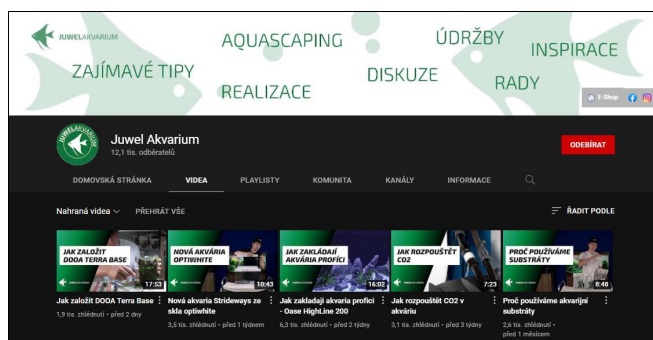 JUWELAKVARIUM
AQUASCAPING
ÚDRŽBY
INSPIRACE
ZAJÍMAVÉ TIPY
DISKUZE
RADY
REALIZACE
E-Shop
JUWELAKVARIUM
Juwel Akvarium
12,1 tis. odběratelů
ODEBÍRAT
DOMOVSKÁ STRÁNKA VIDEA PLAYLISTY KOMUNITA KANÁLY INFORMACE
Nahraná videa PŘEHRÁT VŠE ŘADIT PODLE
JAK ZALOŽIT
DOOA TERRA BASE
17:53
NOVÁ AKVÁRIA
OPTIWHITE
10:43
JAK ZAKLÁDAJÍ
AKVÁRIA PROFÍCI
16:02
JAK ROZPOUŠTĚT
CO2
7:23
PROČ POUŽÍVÁME
SUBSTRÁTY
8:48
Jak založit DOOA Terra Base
1,9 tis. zhlédnutí • před 2 dny
Nová akvaria Strideways ze
skla optiwhite
3,5 tis. zhlédnutí • před 1 týdnem
Jak zakladají akvaria profíci
- Oase HighLine 200
6,3 tis. zhlédnutí • před 2 týdny
Jak rozpouštět CO2 v
akváriu
3,1 tis. zhlédnutí • před 3 týdny
Proč používáme akvarijní
substráty
2,6 tis. zhlédnutí •
před 1 měsícem